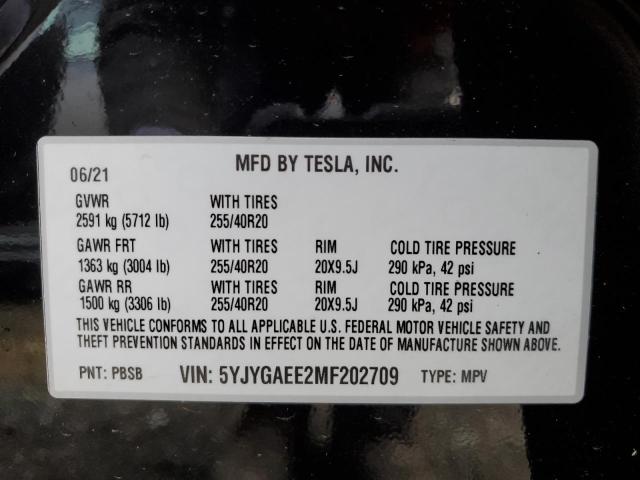 06/21 MFD BY TESLA, INC.
GVWR WITH TIRES
2591 kg (5712 lb) 255/40R20
GAWR FRT WITH TIRES RIM COLD TIRE PRESSURE
1363 kg (3004 lb) 255/40R20 20X9.5J 290 kPa, 42 psi
GAWR RR WITH TIRES RIM COLD TIRE PRESSURE
1500 kg (3306 lb) 255/40R20 20X9.5J 290 kPa, 42 psi
THIS VEHICLE CONFORMS TO ALL APPLICABLE U.S. FEDERAL MOTOR VEHICLE SAFETY AND
THEFT PREVENTION STANDARDS IN EFFECT ON THE DATE OF MANUFACTURE SHOWN ABOVE.
PNT: PBSB VIN: 5YJYGAEE2MF202709 TYPE: MPV